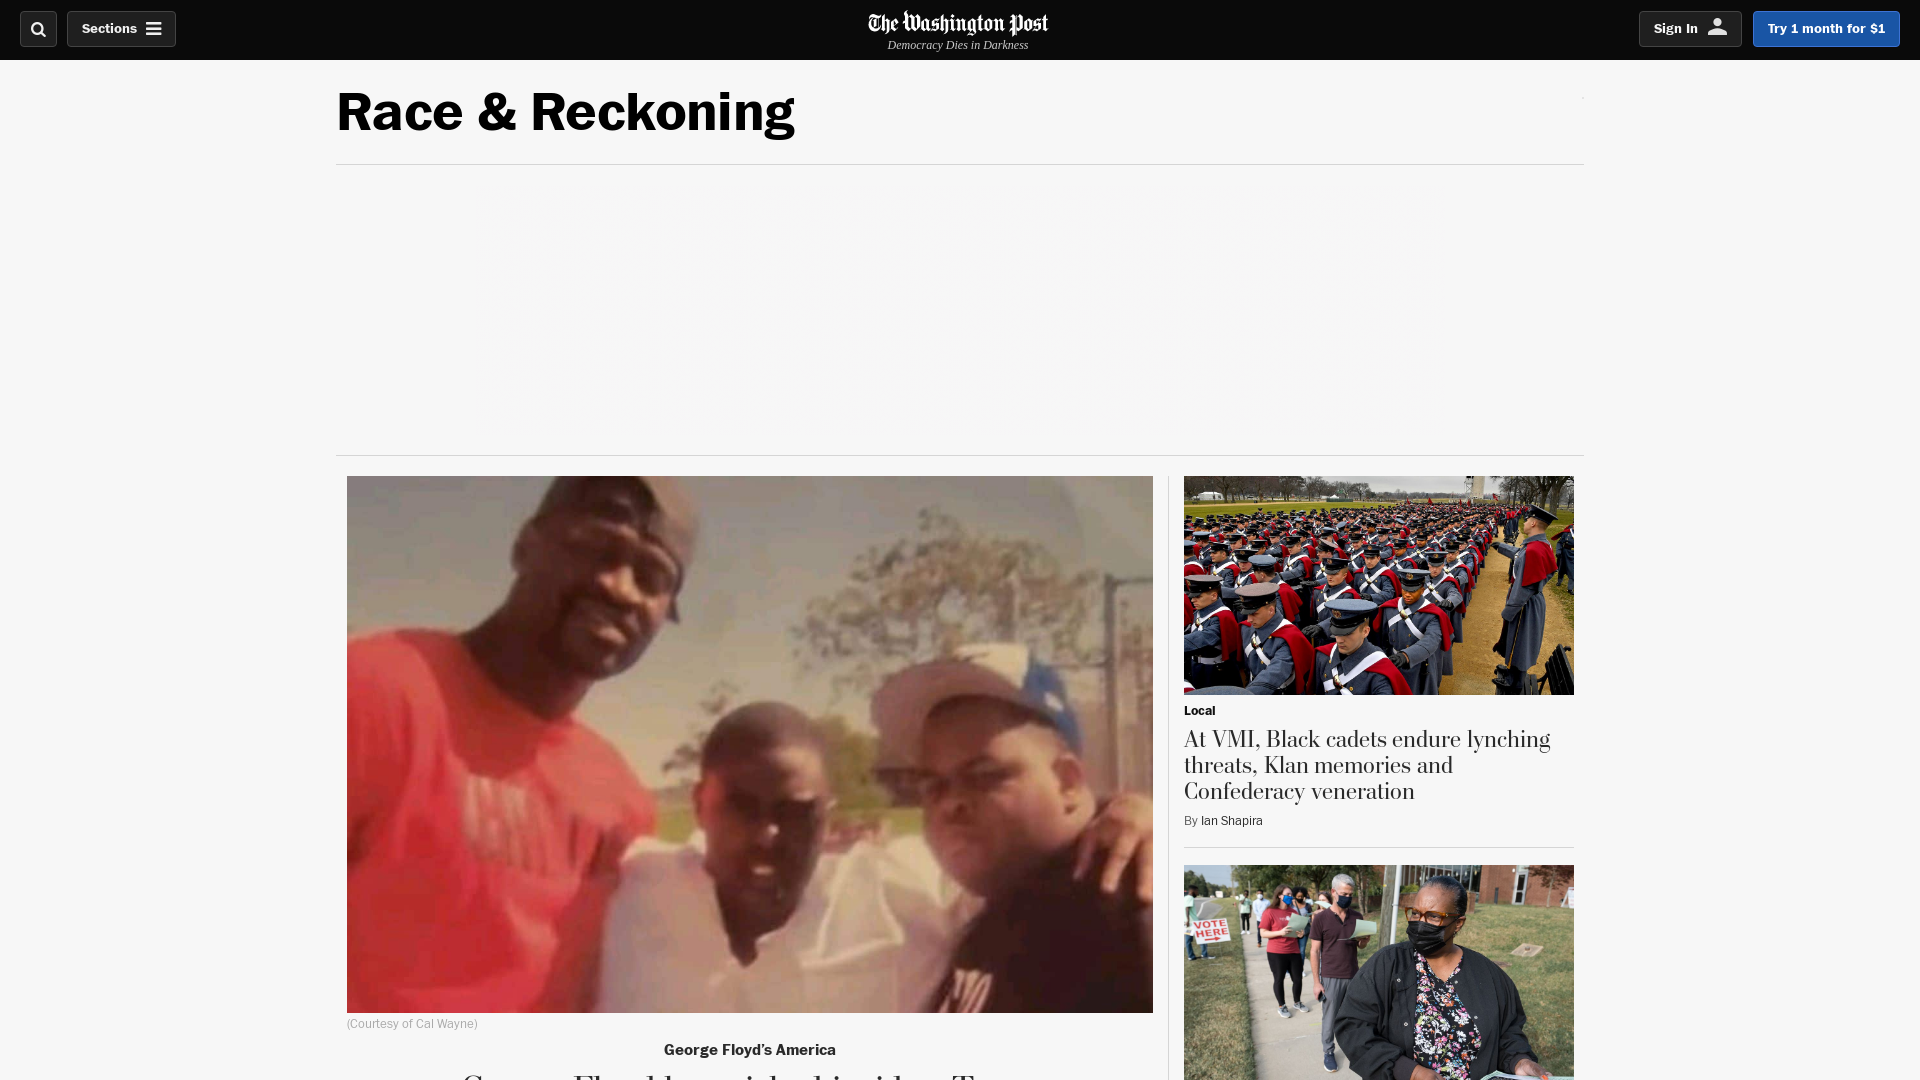 Sections
The Washington Post
Democracy Dies in Darkness
Sign In
Try 1 month for $1
Race & Reckoning
(Courtesy of Cal Wayne)
George Floyd's America
Local
At VMI, Black cadets endure lynching
threats, Klan memories and
Confederacy veneration
By Ian Shapira
VOTE
HERE